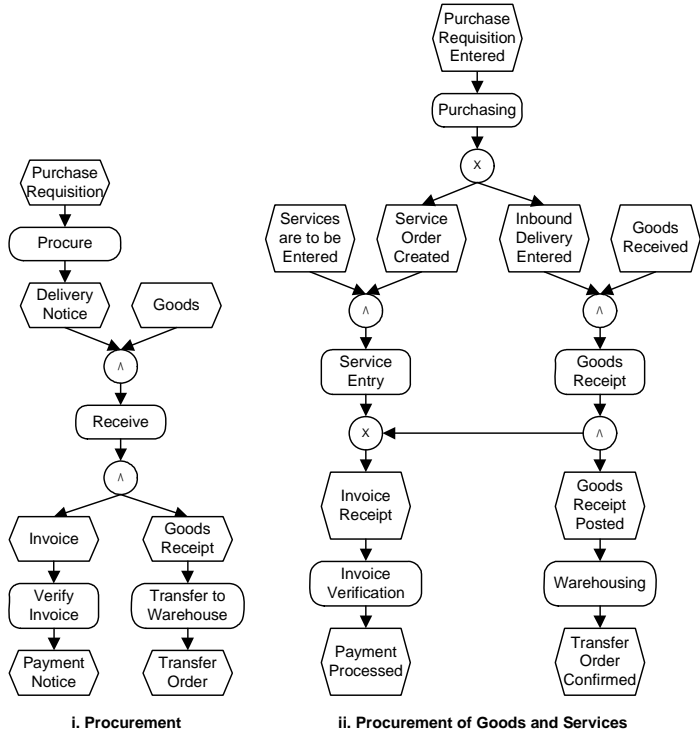 Purchase
Requisition
Procure
Delivery
Notice
Goods
∧
Receive
∧
Invoice
Goods
Receipt
Verify
Invoice
Transfer to
Warehouse
Payment
Notice
Transfer
Order
i. Procurement
Purchase
Requisition
Entered
Purchasing
X
Services
are to be
Entered
Service
Order
Created
Inbound
Delivery
Entered
Goods
Received
∧
∧
Service
Entry
Goods
Receipt
X
∧
Invoice
Receipt
Goods
Receipt
Posted
Invoice
Verification
Warehousing
Payment
Processed
Transfer
Order
Confirmed
ii. Procurement of Goods and Services